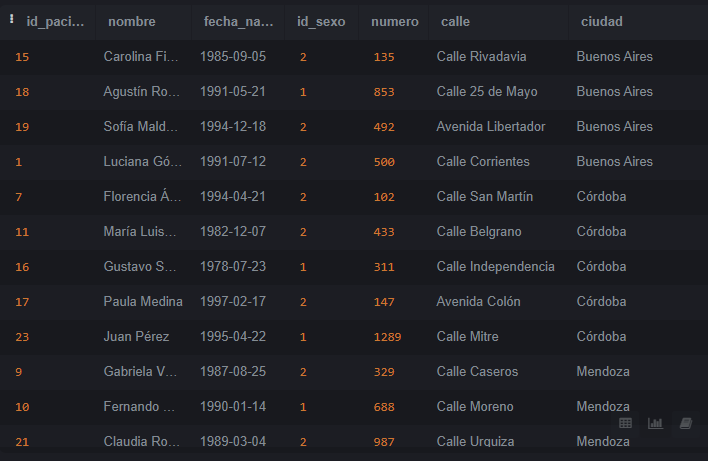 id_paci... nombre fecha_na... id_sexo numero calle ciudad
15 Carolina Fi... 1985-09-05 2 135 Calle Rivadavia Buenos Aires
18 Agustín Ro... 1991-05-21 1 853 Calle 25 de Mayo Buenos Aires
19 Sofía Mald... 1994-12-18 2 492 Avenida Libertador Buenos Aires
1 Luciana Gó... 1991-07-12 2 500 Calle Corrientes Buenos Aires
7 Florencia Á... 1994-04-21 2 102 Calle San Martín Córdoba
11 María Luis... 1982-12-07 2 433 Calle Belgrano Córdoba
16 Gustavo S... 1978-07-23 1 311 Calle Independencia Córdoba
17 Paula Medina 1997-02-17 2 147 Avenida Colón Córdoba
23 Juan Pérez 1995-04-22 1 1289 Calle Mitre Córdoba
9 Gabriela V... 1987-08-25 2 329 Calle Caseros Mendoza
10 Fernando ... 1990-01-14 1 688 Calle Moreno Mendoza
21 Claudia Ro... 1989-03-04 2 987 Calle Urquiza Mendoza